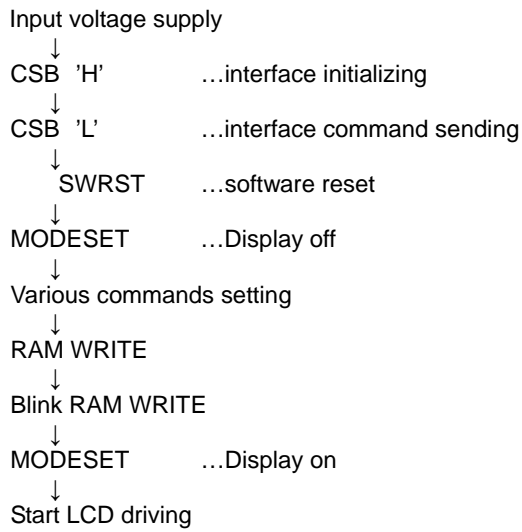 Input voltage supply
↓
CSB 'H' …interface initializing
↓
CSB 'L' …interface command sending
↓
SWRST …software reset
↓
MODESET …Display off
↓
Various commands setting
↓
RAM WRITE
↓
Blink RAM WRITE
↓
MODESET …Display on
↓
Start LCD driving